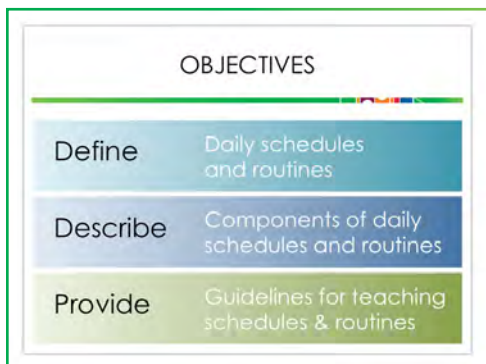 OBJECTIVES
Define
Daily schedules
and routines
Describe
Components of daily
schedules and routines
Provide
Guidelines for teaching
schedules & routines